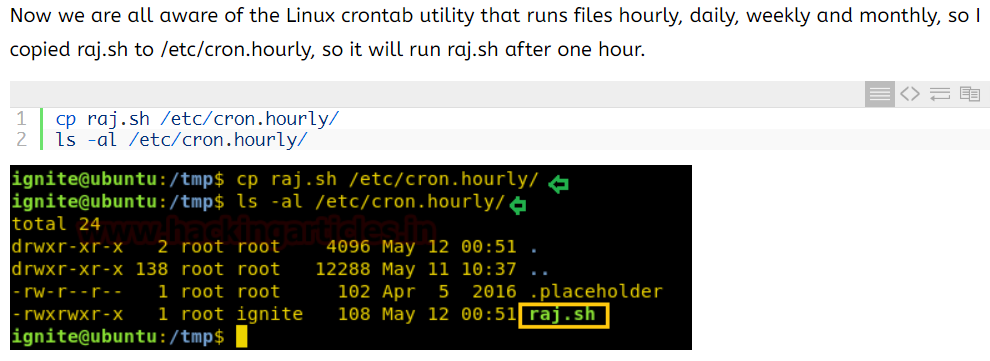 Now we are all aware of the Linux crontab utility that runs files hourly, daily, weekly and monthly, so I
copied raj.sh to /etc/cron.hourly, so it will run raj.sh after one hour.
1 cp raj.sh /etc/cron.hourly/
2 ls -al /etc/cron.hourly/
ignite@ubuntu:/tmp$ cp raj.sh /etc/cron.hourly/
ignite@ubuntu:/tmp$ ls -al /etc/cron.hourly/
total 24
www.hackingarticles.in
drwxr-xr-x 2 root root 4096 May 12 00:51 .
drwxr-xr-x 138 root root 12288 May 11 10:37 ..
-rw-r--r-- 1 root root 102 Apr 5 2016 .placeholder
-rwxrwxr-x 1 root ignite 108 May 12 00:51 raj.sh
ignite@ubuntu:/tmp$